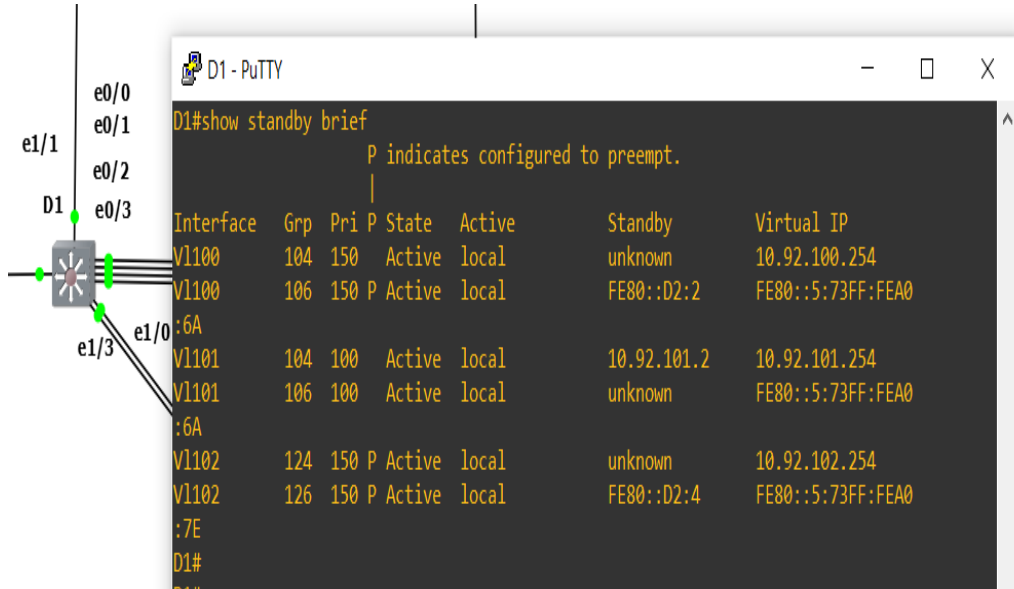 e0/0
e0/1
e1/1
e0/2
D1
e0/3
e1/0
e1/3
D1 - PuTTY
D1#show standby brief
P indicates configured to preempt.
|
Interface Grp Pri P State Active Standby Virtual IP
Vl100 104 150 Active local unknown 10.92.100.254
Vl100 106 150 P Active local FE80::D2:2 FE80::5:73FF:FEA0
:6A
Vl101 104 100 Active local 10.92.101.2 10.92.101.254
Vl101 106 100 Active local unknown FE80::5:73FF:FEA0
:6A
Vl102 124 150 P Active local unknown 10.92.102.254
Vl102 126 150 P Active local FE80::D2:4 FE80::5:73FF:FEA0
:7E
D1#